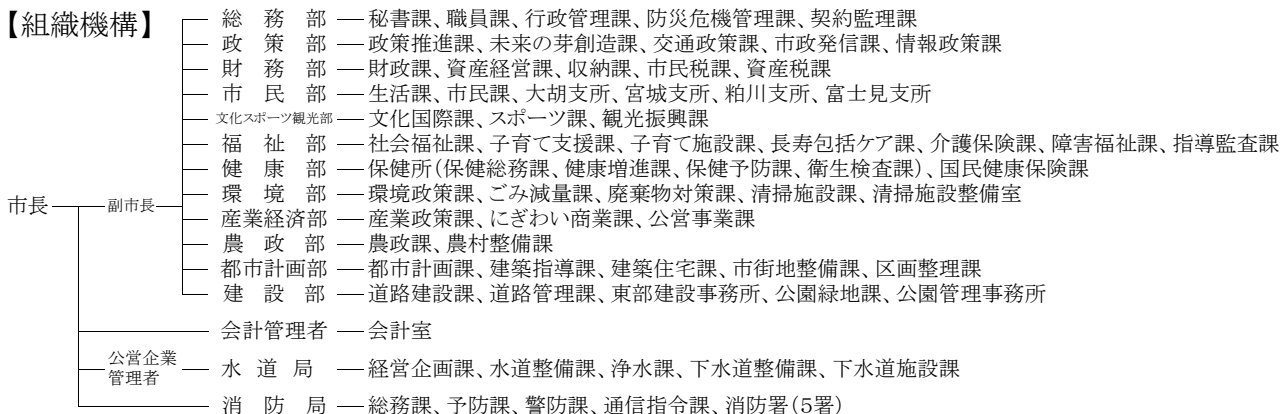 【組織機構】
総務部 秘書課、職員課、行政管理課、防災危機管理課、契約監理課
政策部 政策推進課、未来の芽創造課、交通政策課、市政発信課、情報政策課
財務部 財政課、資産経営課、収納課、市民税課、資産税課
市民部 生活課、市民課、大胡支所、宮城支所、粕川支所、富士見支所
文化スポーツ観光部 文化国際課、スポーツ課、観光振興課
福祉部 社会福祉課、子育て支援課、子育て施設課、長寿包括ケア課、介護保険課、障害福祉課、指導監査課
健康部 保健所（保健総務課、健康増進課、保健予防課、衛生検査課）、国民健康保険課
環境部 環境政策課、ごみ減量課、廃棄物対策課、清掃施設課、清掃施設整備室
市長 副市長
産業経済部 産業政策課、にぎわい商業課、公営事業課
農政部 農政課、農村整備課
都市計画部 都市計画課、建築指導課、建築住宅課、市街地整備課、区画整理課
建設部 道路建設課、道路管理課、東部建設事務所、公園緑地課、公園管理事務所
会計管理者 会計室
公営企業
管理者
水道局 経営企画課、水道整備課、浄水課、下水道整備課、下水道施設課
消防局 総務課、予防課、警防課、通信指令課、消防署（5署）